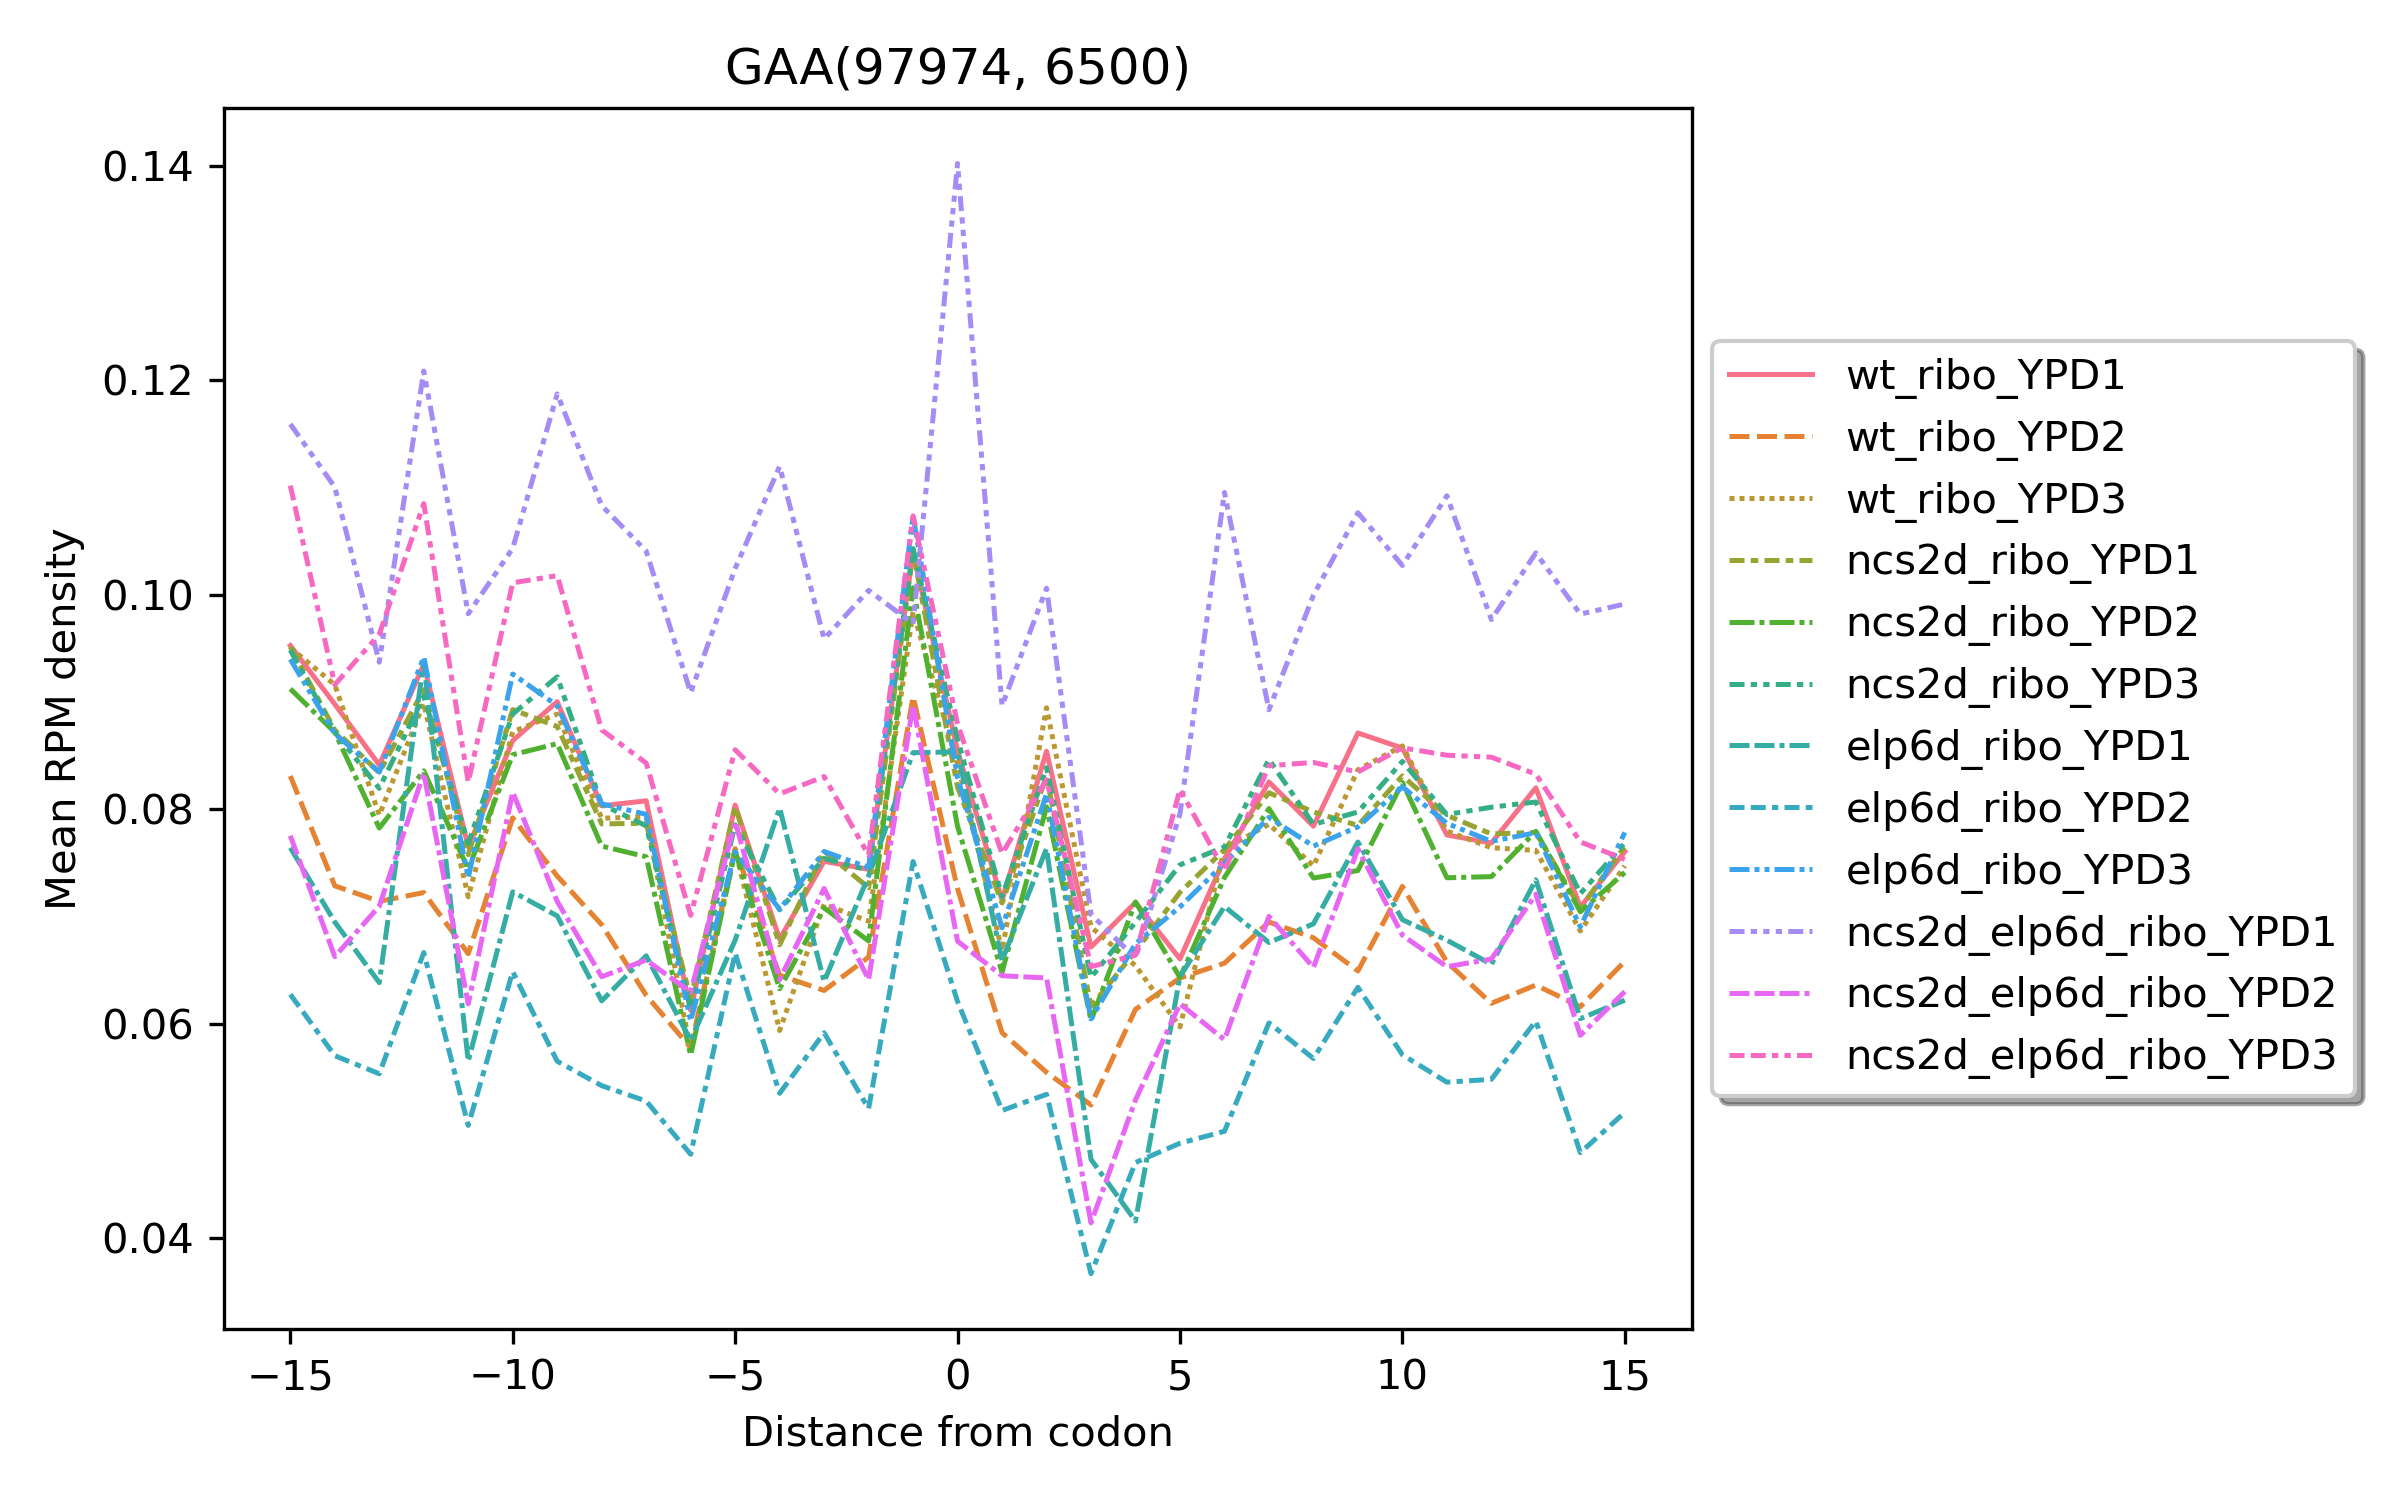 GAA(97974, 6500)
Mean RPM density
0.14
0.12
0.10
0.08
0.06
0.04
−15
−10
−5
0
5
10
15
Distance from codon
wt_ribo_YPD1
wt_ribo_YPD2
wt_ribo_YPD3
ncs2d_ribo_YPD1
ncs2d_ribo_YPD2
ncs2d_ribo_YPD3
elp6d_ribo_YPD1
elp6d_ribo_YPD2
elp6d_ribo_YPD3
ncs2d_elp6d_ribo_YPD1
ncs2d_elp6d_ribo_YPD2
ncs2d_elp6d_ribo_YPD3